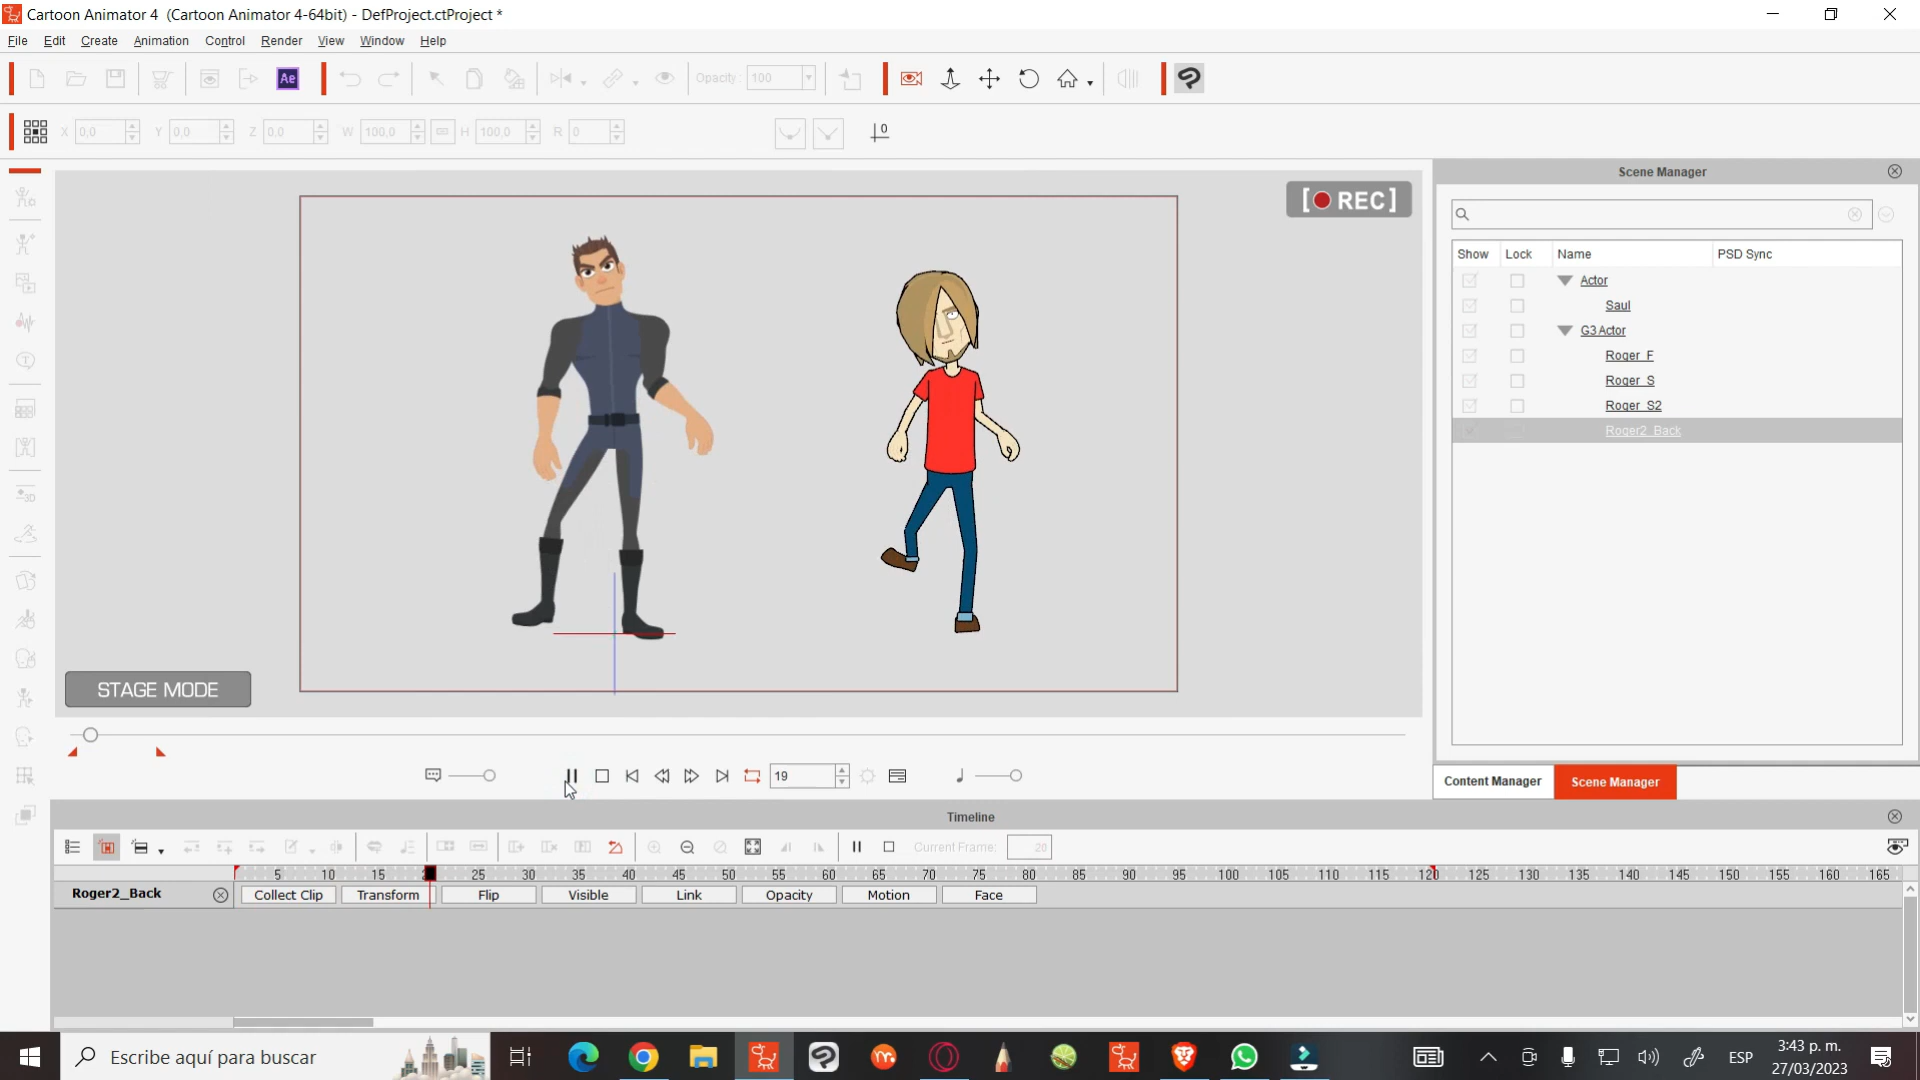 Cartoon Animator 4 (Cartoon Animator 4-64bit) - DefProject.ctProject *
File Edit Create Animation Control Render View Window Help
Ae Opacity: 100
X 0,0 Y 0,0 Z 0,0 W 100,0 H 100,0 R 0 0
Scene Manager
[ REC ]
Show Lock Name PSD Sync
Actor
Saul
G3 Actor
Roger_F
Roger_S
Roger_S2
Roger2_Back
STAGE MODE
19
Content Manager Scene Manager
Timeline
Current Frame: 20
5 10 15 25 30 35 40 45 50 55 60 65 70 75 80 85 90 95 100 105 110 115 120 125 130 135 140 145 150 155 160 165
Roger2_Back Collect Clip Transform Flip Visible Link Opacity Motion Face
Escribe aquí para buscar
ESP
3:43 p. m.
27/03/2023